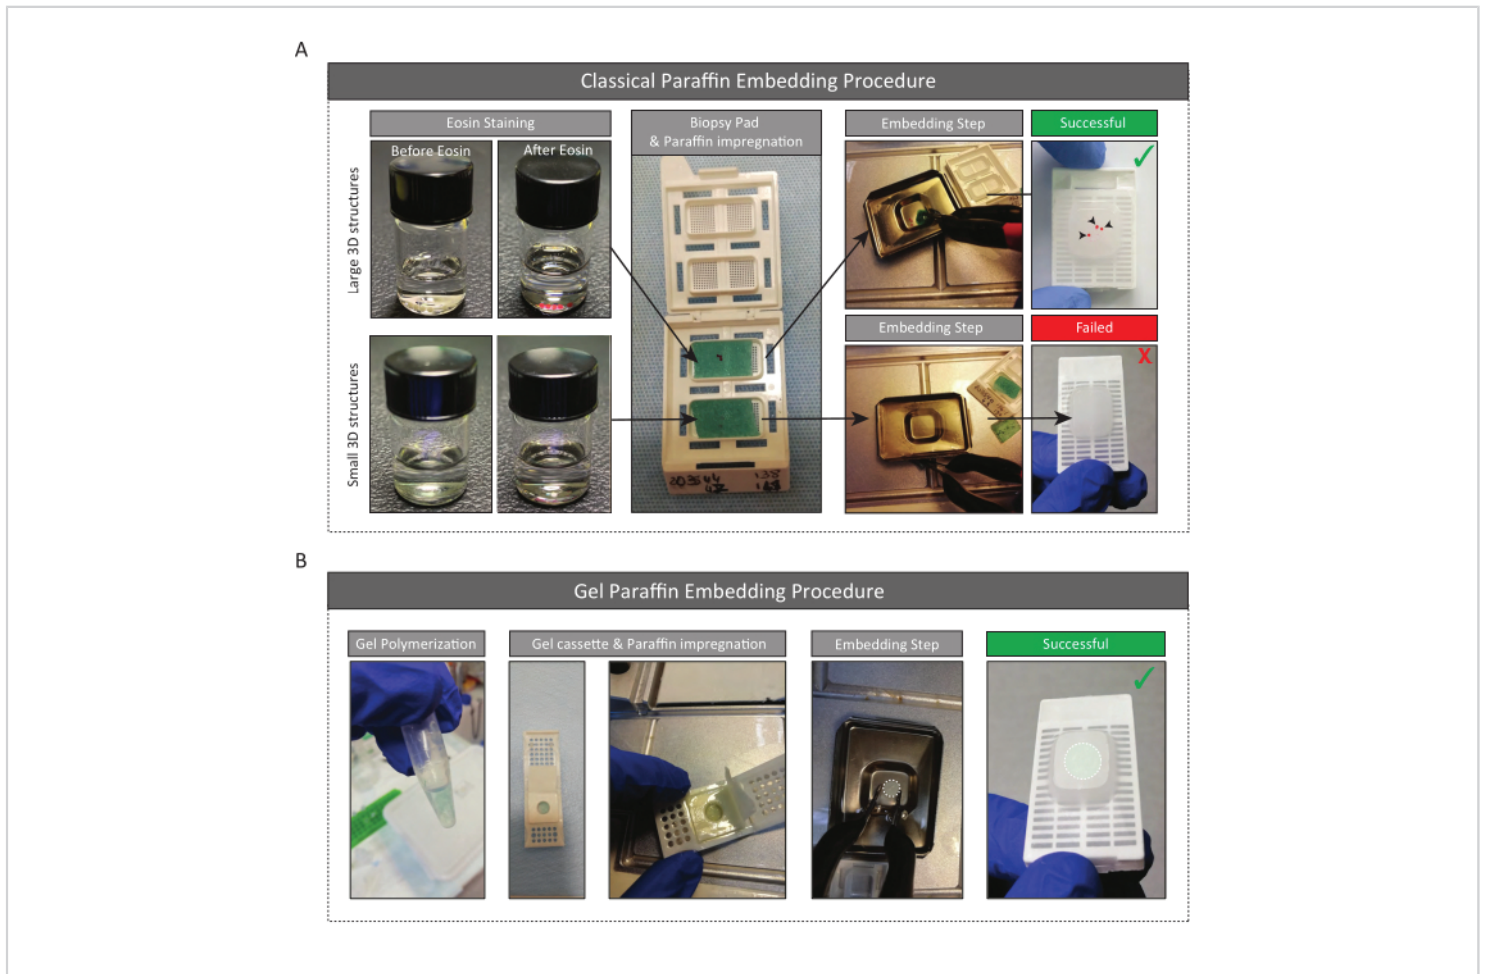 A
Classical Paraffin Embedding Procedure
Eosin Staining
Biopsy Pad
& Paraffin impregnation
Embedding Step
Successful
Before Eosin
After Eosin
Large 3D structures
Embedding Step
Failed
X
Small 3D structures
B
Gel Paraffin Embedding Procedure
Gel Polymerization
Gel cassette & Paraffin impregnation
Embedding Step
Successful